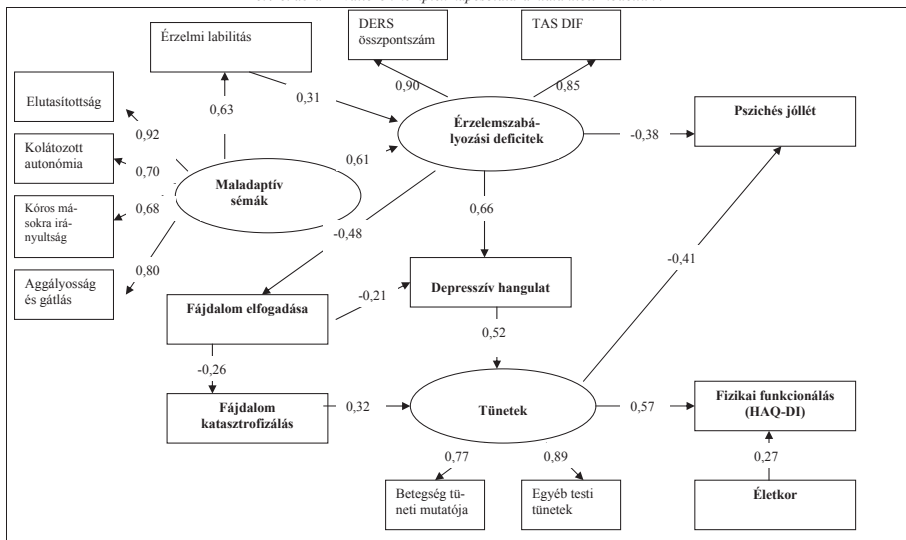 Érzelmi labilitás
DERS
összpontszám
TAS DIF
0,90
0,85
0,31
0,63
Elutasítottság
0,92
Kolátozott
autonómia
0,70
Kóros má-
sokra irá-
nyultság
0,68
Aggályosság
és gátlás
0,80
Maladaptív
sémák
0,61
Érzelemszabá-
lyozási deficitek
-0,38
Pszichés jóllét
-0,48
0,66
-0,41
Fájdalom elfogadása
-0,21
Depresszív hangulat
0,52
-0,26
Fájdalom
katasztrofizálás
0,32
Tünetek
0,57
Fizikai funkcionálás
(HAQ-DI)
0,27
Életkor
0,77
0,89
Betegség tü-
neti mutatója
Egyéb testi
tünetek